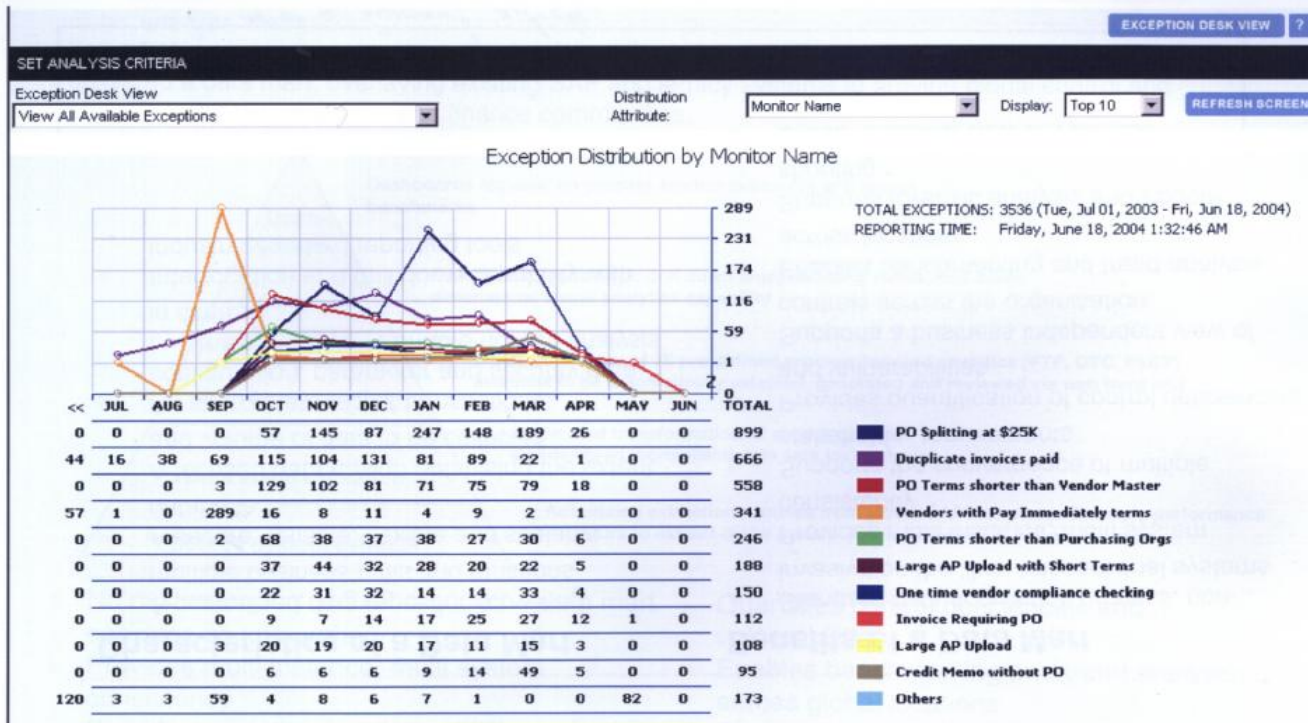 EXCEPTION DESK VIEW ?
SET ANALYSIS CRITERIA
Exception Desk View
View All Available Exceptions
Distribution Attribute:
Monitor Name
Display: Top 10
REFRESH SCREEN
Exception Distribution by Monitor Name
TOTAL EXCEPTIONS: 3536 (Tue, Jul 01, 2003 - Fri, Jun 18, 2004)
REPORTING TIME: Friday, June 18, 2004 1:32:46 AM
289
231
174
116
59
1
0
Z
<< JUL AUG SEP OCT NOV DEC JAN FEB MAR APR MAY JUN TOTAL
0 0 0 0 57 145 87 247 148 189 26 0 0 899 PO Splitting at $25K
44 16 38 69 115 104 131 81 89 22 1 0 0 666 Ducplicate invoices paid
0 0 0 3 129 102 81 71 75 79 18 0 0 558 PO Terms shorter than Vendor Master
57 1 0 289 16 8 11 4 9 2 1 0 0 341 Vendors with Pay Immediately terms
0 0 0 2 68 38 37 38 27 30 6 0 0 246 PO Terms shorter than Purchasing Orgs
0 0 0 0 37 44 32 28 20 22 5 0 0 188 Large AP Upload with Short Terms
0 0 0 0 22 31 32 14 14 33 4 0 0 150 One time vendor compliance checking
0 0 0 0 9 7 14 17 25 27 12 1 0 112 Invoice Requiring PO
0 0 0 3 20 19 20 17 11 15 3 0 0 108 Large AP Upload
0 0 0 0 6 6 6 9 14 49 5 0 0 95 Credit Memo without PO
120 3 3 59 4 8 6 7 1 0 0 82 0 173 Others